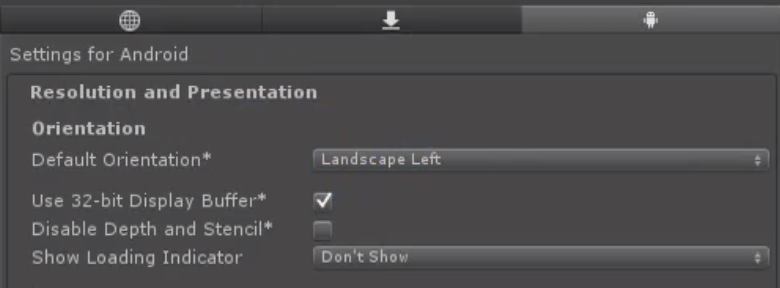 Settings for Android
Resolution and Presentation
Orientation
Default Orientation* Landscape Left
Use 32-bit Display Buffer*
Disable Depth and Stencil*
Show Loading Indicator Don't Show